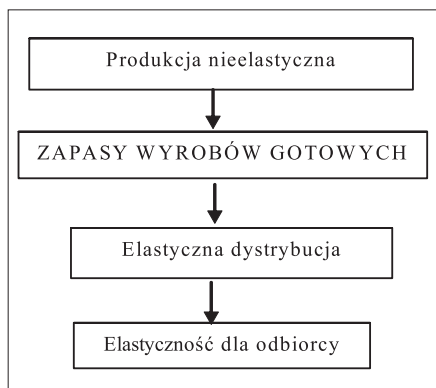 Produkcja nieelastyczna
ZAPASY WYROBÓW GOTOWYCH
Elastyczna dystrybucja
Elastyczność dla odbiorcy